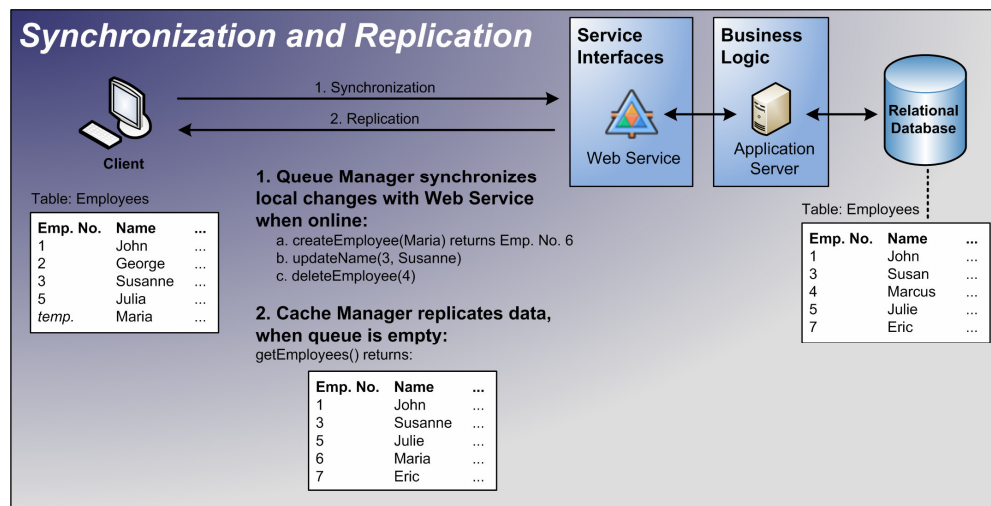 Synchronization and Replication
Service
Interfaces
Business
Logic
1. Synchronization
2. Replication
Client
Web Service
Application
Server
Relational
Database
Table: Employees
Emp. No. Name ...
1 John ...
2 George ...
3 Susanne ...
5 Julia ...
temp. Maria ...
1. Queue Manager synchronizes
local changes with Web Service
when online:
a. createEmployee(Maria) returns Emp. No. 6
b. updateName(3, Susanne)
c. deleteEmployee(4)
2. Cache Manager replicates data,
when queue is empty:
getEmployees() returns:
Emp. No. Name ...
1 John ...
3 Susanne ...
5 Julie ...
6 Maria ...
7 Eric ...
Table: Employees
Emp. No. Name ...
1 John ...
3 Susan ...
4 Marcus ...
5 Julie ...
7 Eric ...